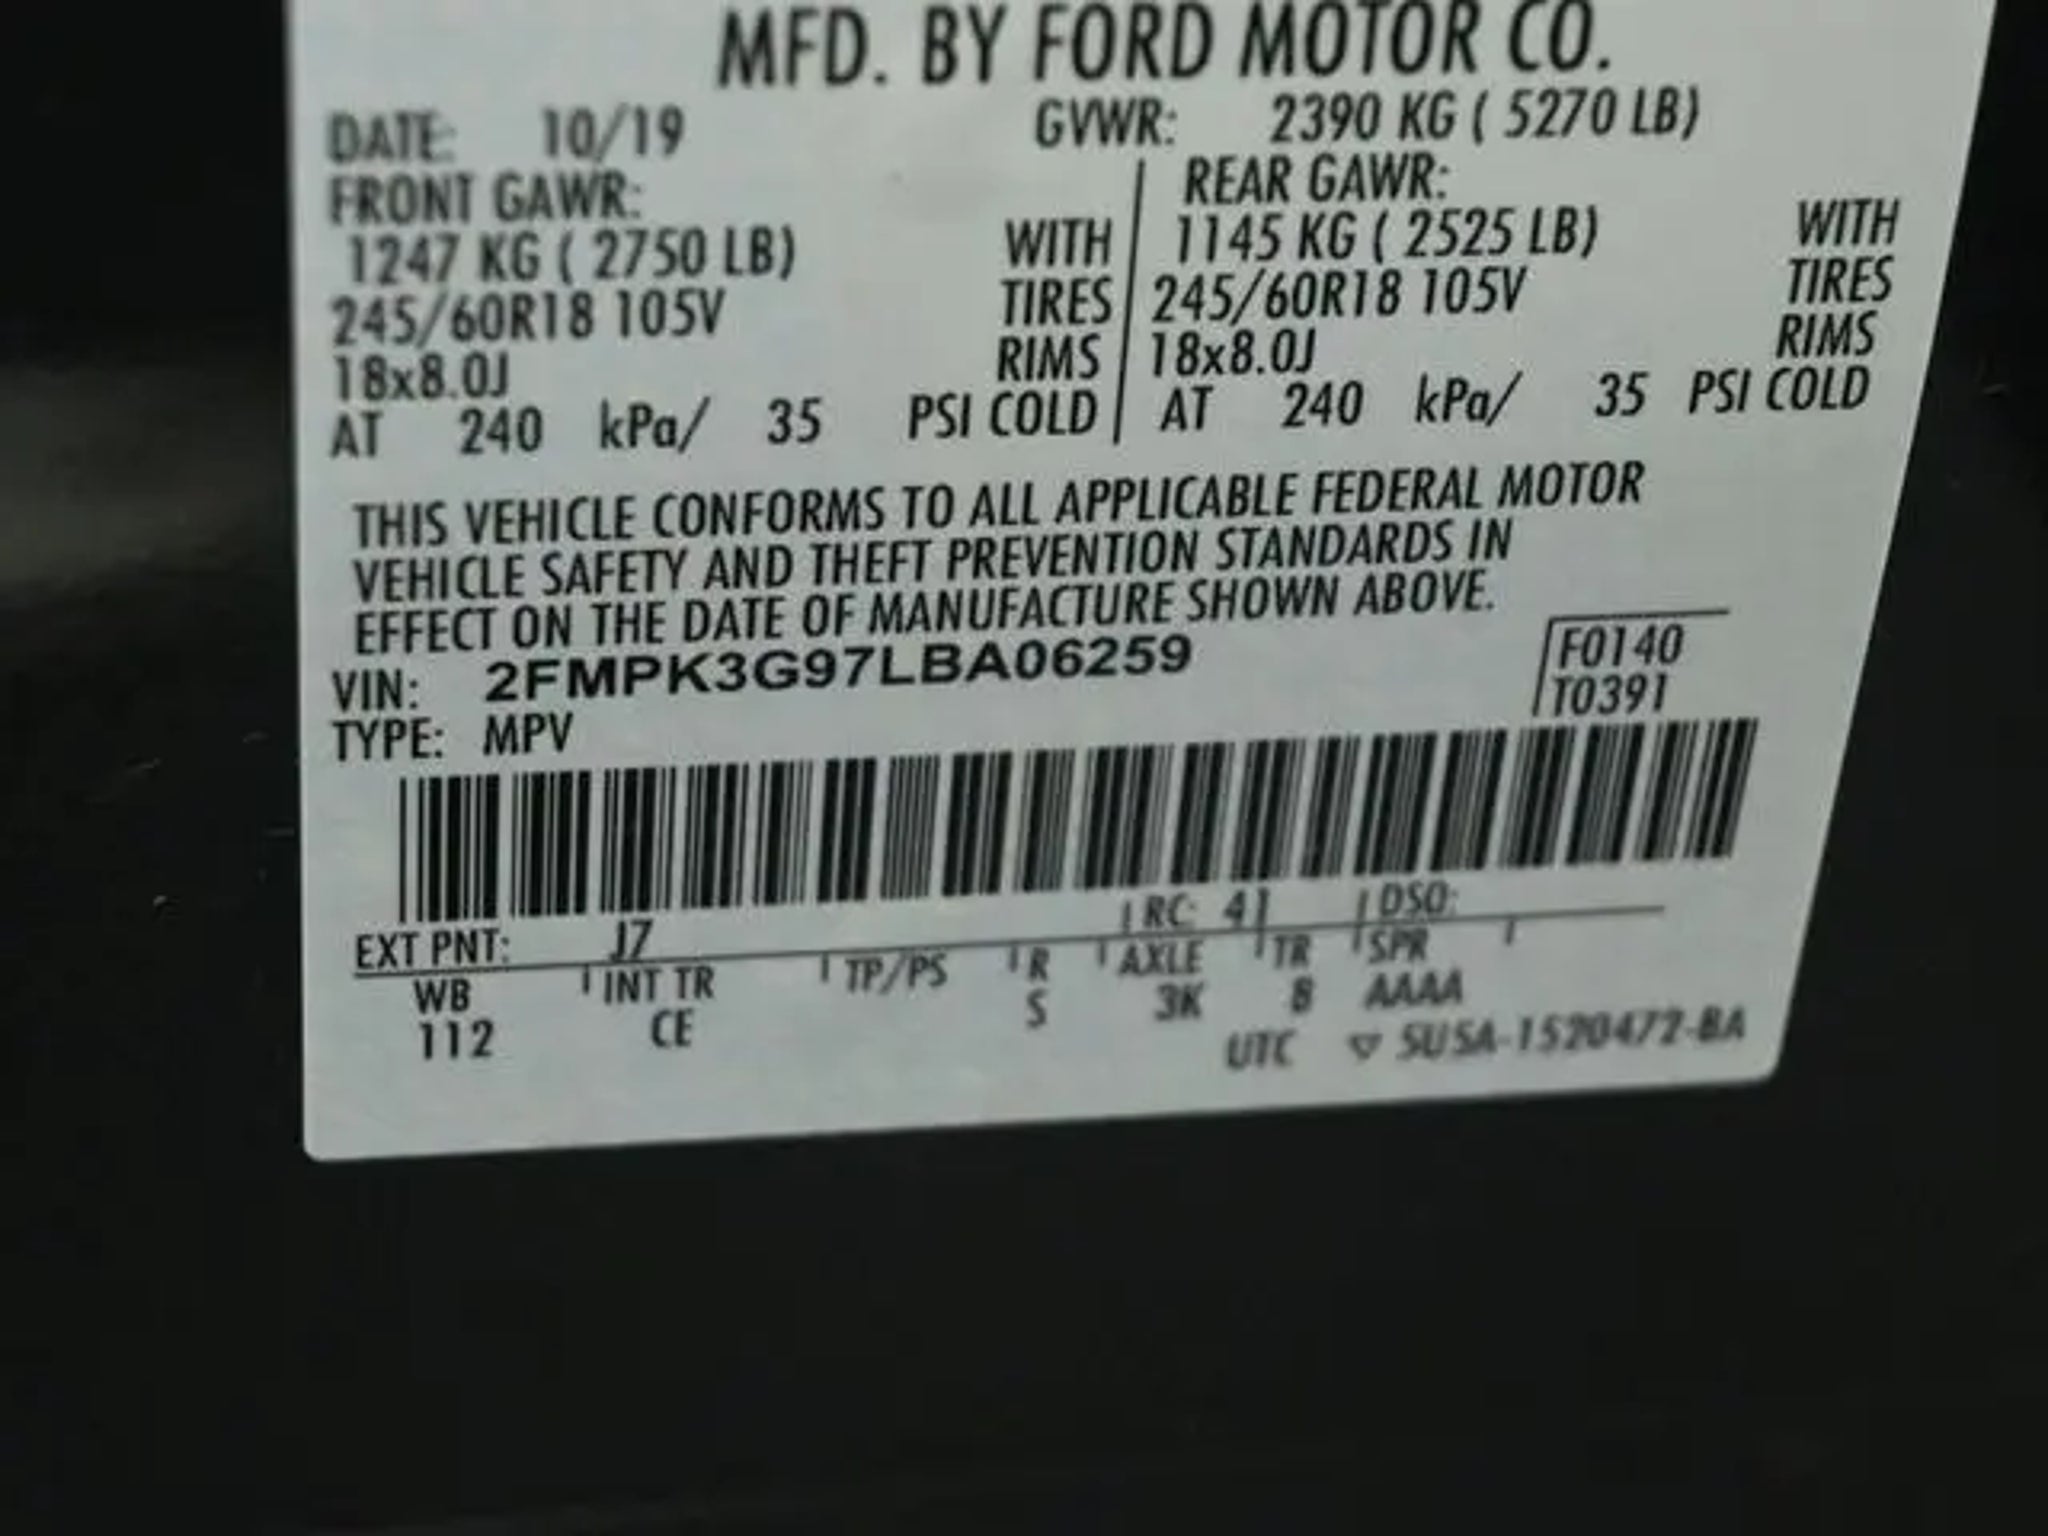 MFD. BY FORD MOTOR CO.
DATE: 10/19 GVWR: 2390 KG ( 5270 LB)
FRONT GAWR: REAR GAWR:
1247 KG ( 2750 LB) WITH 1145 KG ( 2525 LB) WITH
245/60R18 105V TIRES 245/60R18 105V TIRES
18x8.0J RIMS 18x8.0J RIMS
AT 240 kPa/ 35 PSI COLD AT 240 kPa/ 35 PSI COLD
THIS VEHICLE CONFORMS TO ALL APPLICABLE FEDERAL MOTOR
VEHICLE SAFETY AND THEFT PREVENTION STANDARDS IN
EFFECT ON THE DATE OF MANUFACTURE SHOWN ABOVE.
VIN: 2FMPK3G97LBA06259 F0140
TYPE: MPV T0391
EXT PNT: J7 RC: 41 DSO:
WB INT TR TP/PS R AXLE TR SPR
112 CE S 3K 8 AAAA
UTC ▽ 5U5A-1520472-BA